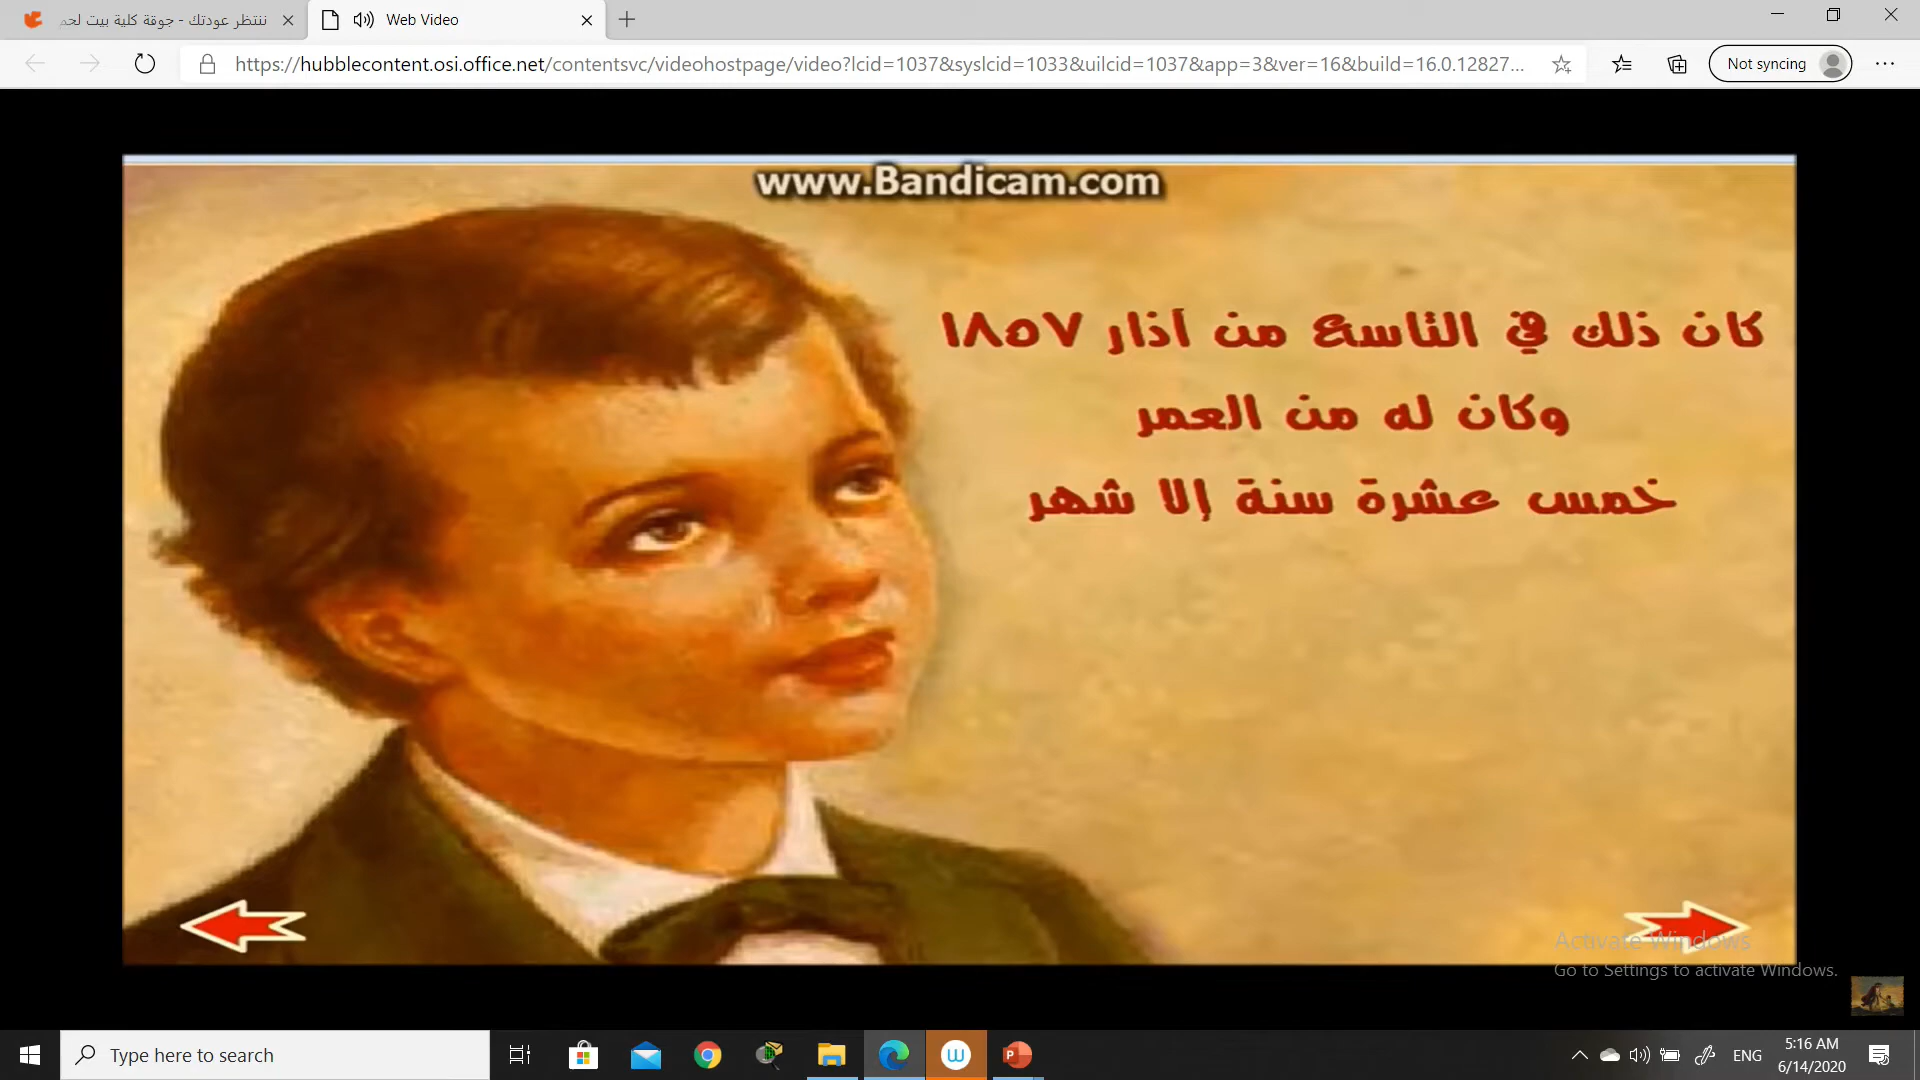 ننتظر عودتك - جوقة كلية بيت لحم
Web Video
https://hubblecontent.osi.office.net/contentsvc/videohostpage/video?lcid=1037&syslcid=1033&uilcid=1037&app=3&ver=16&build=16.0.12827...
Not syncing
www.Bandicam.com
كان ذلك في التاسع من آذار ١٨٥٧
وكان له من العمر
خمس عشرة سنة إلا شهر
Activate Windows
Go to Settings to activate Windows.
Type here to search
ENG
5:16 AM
6/14/2020